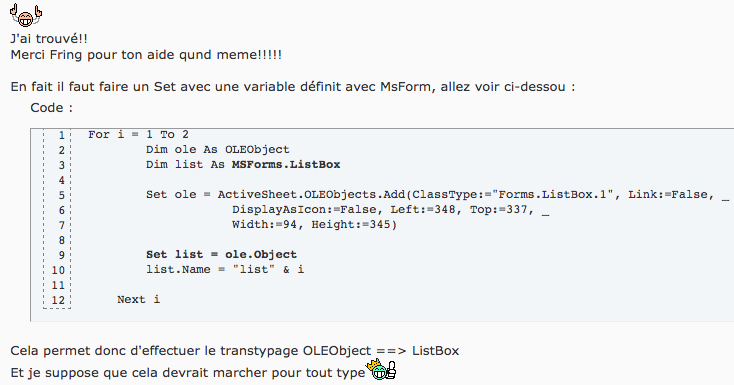 J'ai trouvé!!
Merci Fring pour ton aide qund meme!!!!!
En fait il faut faire un Set avec une variable définit avec MsForm, allez voir ci-dessou :
Code :
1 For i = 1 To 2
2 Dim ole As OLEObject
3 Dim list As MSForms.ListBox
4
5 Set ole = ActiveSheet.OLEObjects.Add(ClassType:="Forms.ListBox.1", Link:=False, _
6 DisplayAsIcon:=False, Left:=348, Top:=337, _
7 Width:=94, Height:=345)
8
9 Set list = ole.Object
10 list.Name = "list" & i
11
12 Next i
Cela permet donc d'effectuer le transtypage OLEObject ==> ListBox
Et je suppose que cela devrait marcher pour tout type